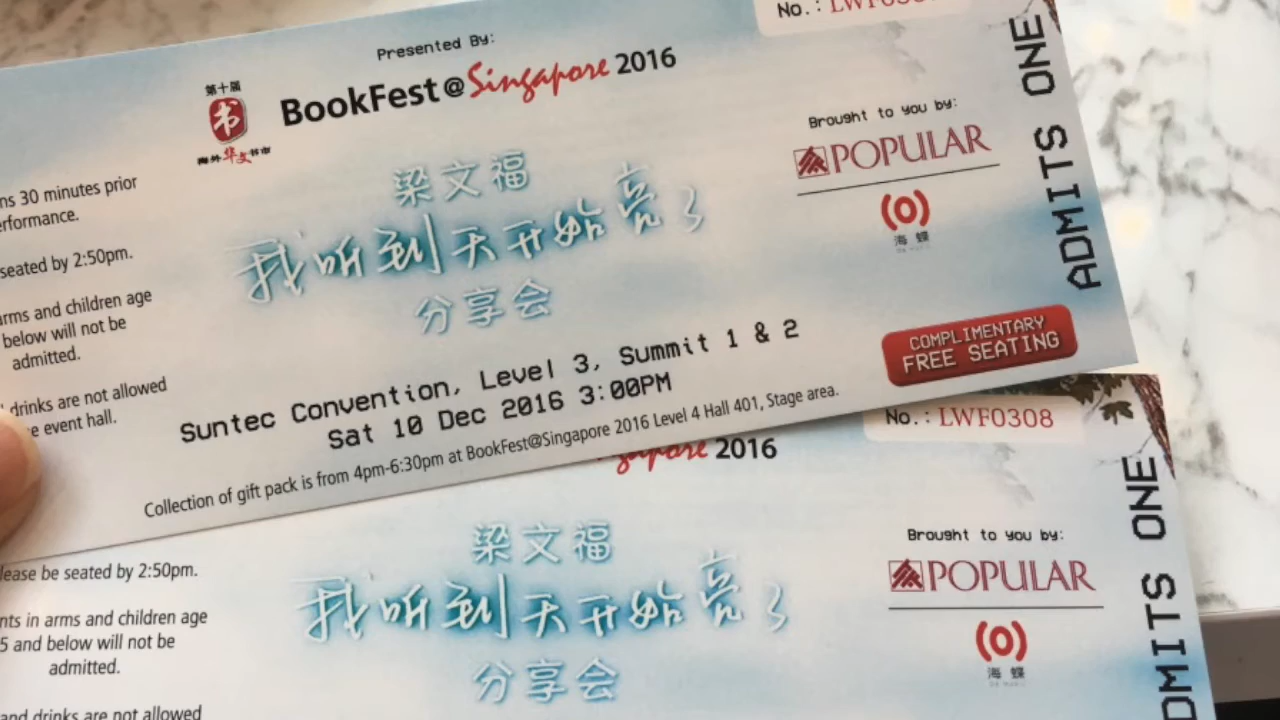 Presented By:
第十届
书
海外华文书市
BookFest@Singapore 2016
No.: LWF03
ns 30 minutes prior
erformance.
seated by 2:50pm.
rms and children age
below will not be
admitted.
drinks are not allowed
e event hall.
梁文福
我听到天开始亮了
分享会
Suntec Convention, Level 3, Summit 1 & 2
Sat 10 Dec 2016 3:00PM
Collection of gift pack is from 4pm-6:30pm at BookFest@Singapore 2016 Level 4 Hall 401, Stage area.
Brought to you by:
POPULAR
海蝶
COMPLIMENTARY
FREE SEATING
ADMITS ONE
gapore 2016
No.: LWF0308
lease be seated by 2:50pm.
nts in arms and children age
5 and below will not be
admitted.
and drinks are not allowed
梁文福
我听到天开始亮了
分享会
Brought to you by:
POPULAR
海蝶
DMITS ONE